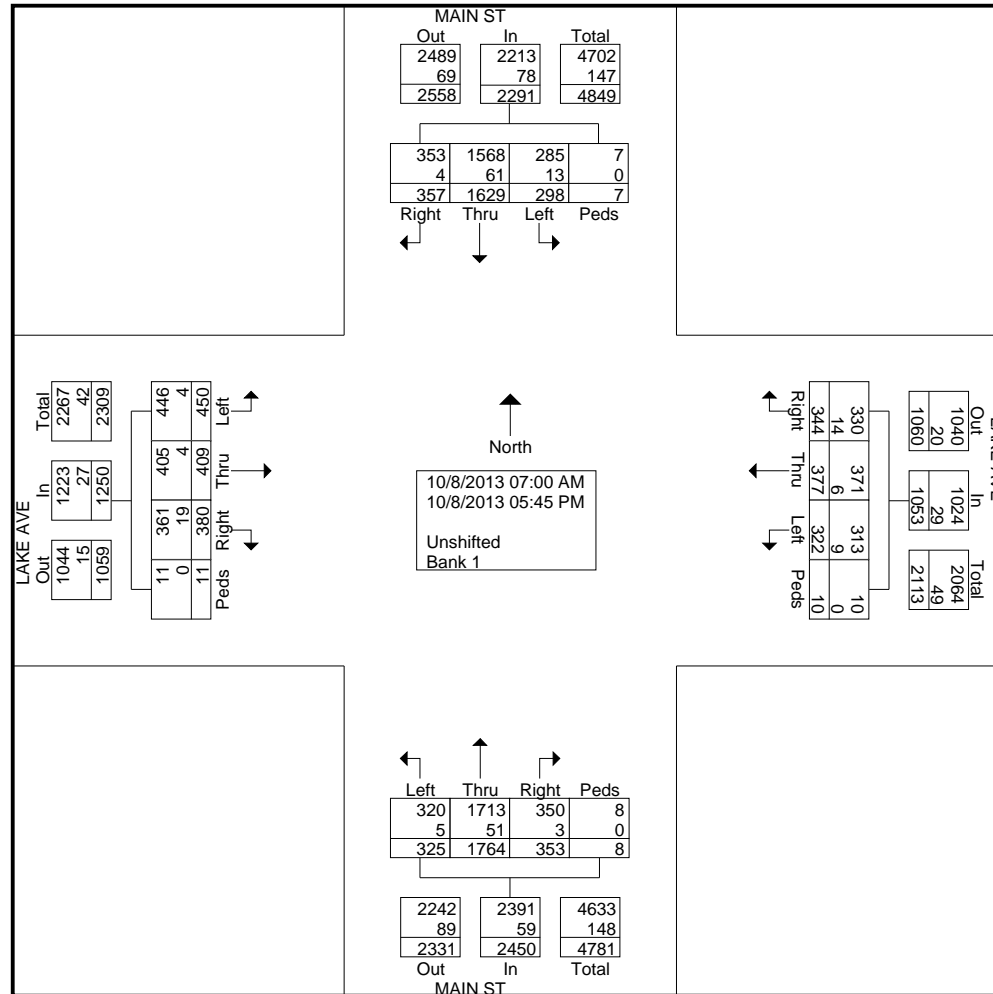 MAIN ST
Out In Total
2489 2213 4702
69 78 147
2558 2291 4849
353 1568 285 7
4 61 13 0
357 1629 298 7
Right Thru Left Peds
LAKE AVE
Total In Out
2267 1223 1044
42 27 15
2309 1250 1059
446 405 361 11
4 4 19 0
450 409 380 11
Left Thru Right Peds
North
10/8/2013 07:00 AM
10/8/2013 05:45 PM
Unshifted
Bank 1
Right Thru Left Peds
344 377 322 10
14 6 9 0
330 371 313 10
Out In Total
1040 1024 2064
20 29 49
1060 1053 2113
LAKE AVE
Left Thru Right Peds
320 1713 350 8
5 51 3 0
325 1764 353 8
2242 2391 4633
89 59 148
2331 2450 4781
Out In Total
MAIN ST